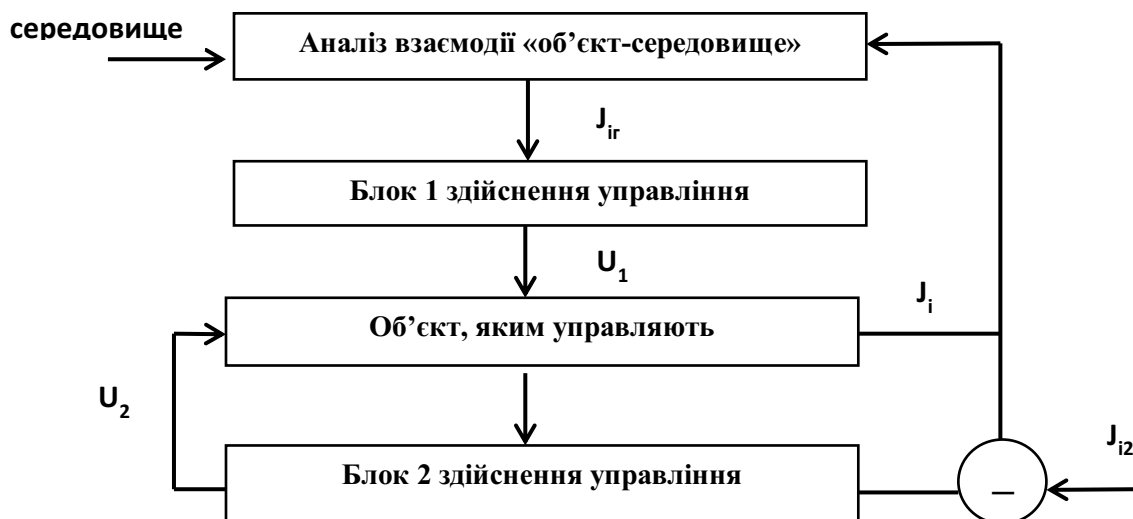 середовище
Аналіз взаємодії «об’єкт-середовище»
J_ir
Блок 1 здійснення управління
U_1
J_i
Об’єкт, яким управляють
U_2
J_i2
Блок 2 здійснення управління
_